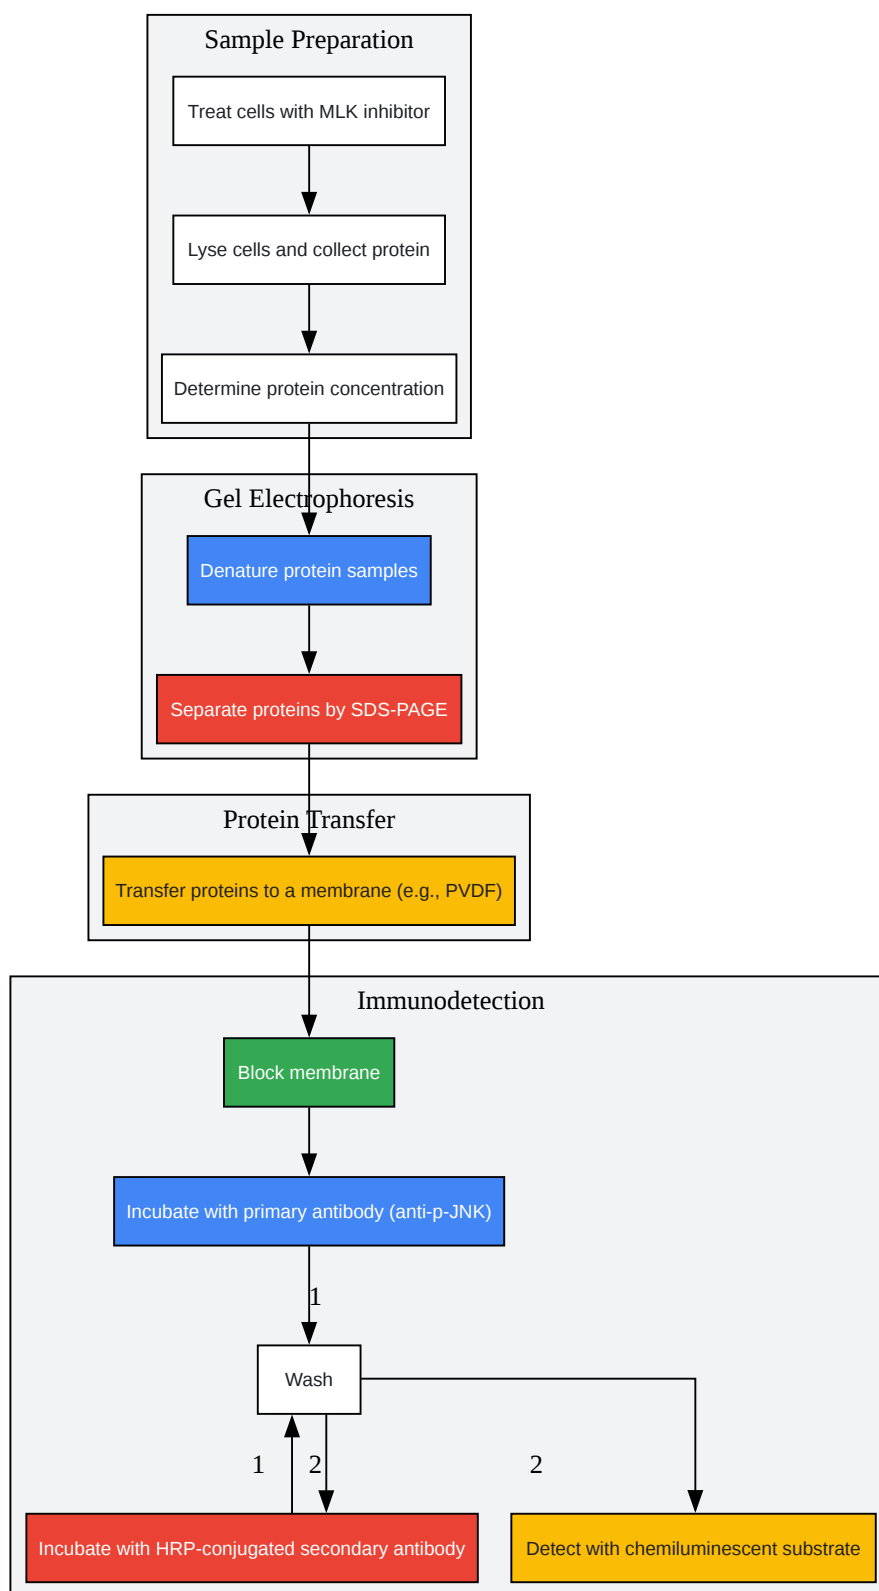 Sample Preparation
Treat cells with MLK inhibitor
Lyse cells and collect protein
Determine protein concentration
Gel Electrophoresis
Denature protein samples
Separate proteins by SDS-PAGE
Protein Transfer
Transfer proteins to a membrane (e.g., PVDF)
Immunodetection
Block membrane
Incubate with primary antibody (anti-p-JNK)
1
Wash
1
2
2
Incubate with HRP-conjugated secondary antibody
Detect with chemiluminescent substrate